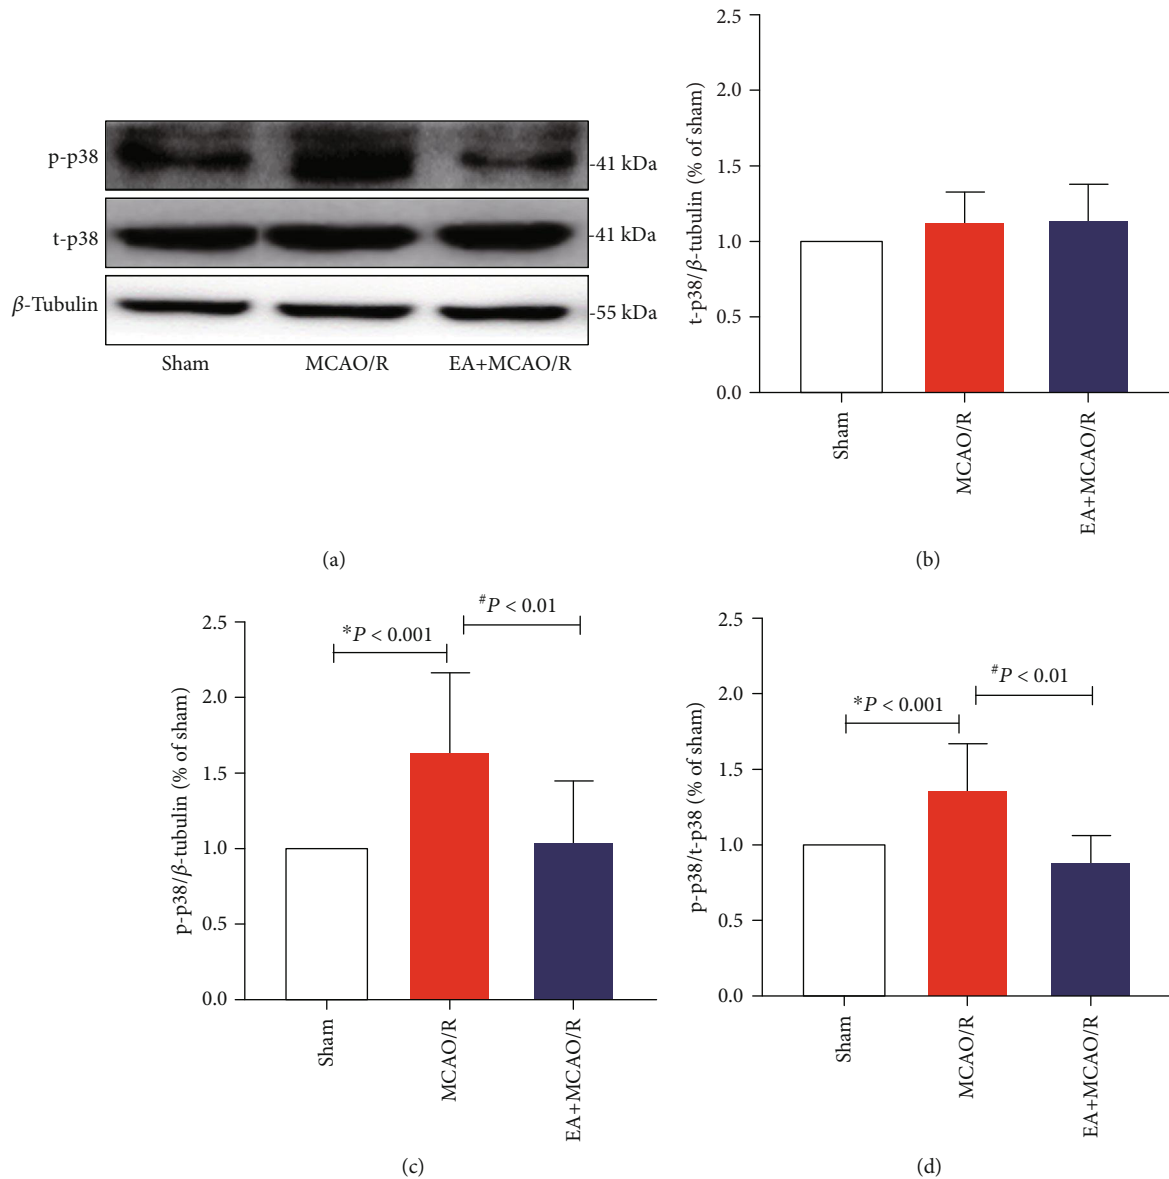 p-p38
-41 kDa
t-p38
-41 kDa
β-Tubulin
-55 kDa
Sham
MCAO/R
EA+MCAO/R
(a)
t-p38/β-tubulin (% of sham)
2.5
2.0
1.5
1.0
0.5
0.0
Sham
MCAO/R
EA+MCAO/R
(b)
p-p38/β-tubulin (% of sham)
2.5
2.0
1.5
1.0
0.5
0.0
*P < 0.001
#P < 0.01
Sham
MCAO/R
EA+MCAO/R
(c)
p-p38/t-p38 (% of sham)
2.5
2.0
1.5
1.0
0.5
0.0
*P < 0.001
#P < 0.01
Sham
MCAO/R
EA+MCAO/R
(d)